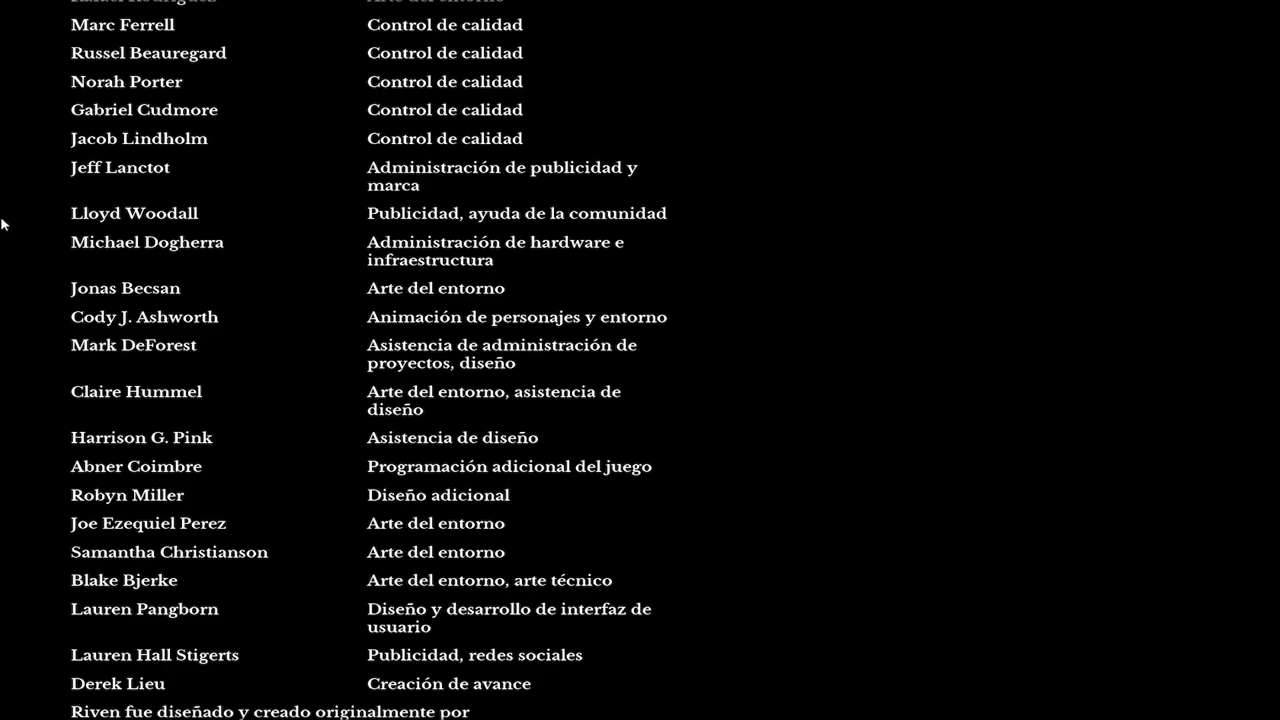 Marc Ferrell Control de calidad
Russel Beauregard Control de calidad
Norah Porter Control de calidad
Gabriel Cudmore Control de calidad
Jacob Lindholm Control de calidad
Jeff Lanctot Administración de publicidad y
marca
Lloyd Woodall Publicidad, ayuda de la comunidad
Michael Dogherra Administración de hardware e
infraestructura
Jonas Becsan Arte del entorno
Cody J. Ashworth Animación de personajes y entorno
Mark DeForest Asistencia de administración de
proyectos, diseño
Claire Hummel Arte del entorno, asistencia de
diseño
Harrison G. Pink Asistencia de diseño
Abner Coimbre Programación adicional del juego
Robyn Miller Diseño adicional
Joe Ezequiel Perez Arte del entorno
Samantha Christianson Arte del entorno
Blake Bjerke Arte del entorno, arte técnico
Lauren Pangborn Diseño y desarrollo de interfaz de
usuario
Lauren Hall Stigerts Publicidad, redes sociales
Derek Lieu Creación de avance
Riven fue diseñado y creado originalmente por